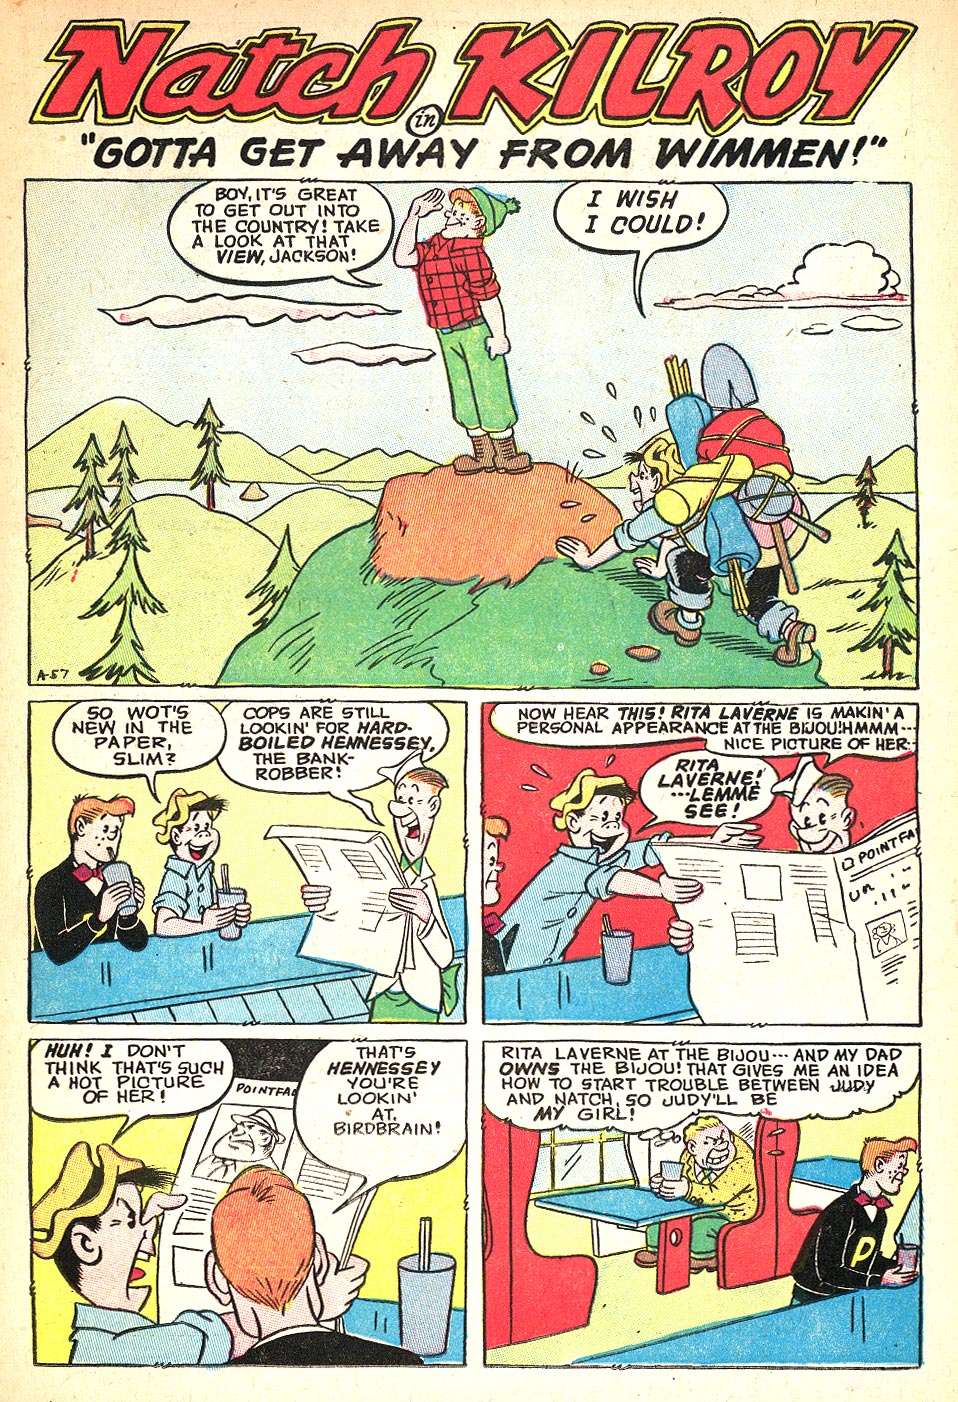 Natch KILROY
in
"GOTTA GET AWAY FROM WIMMEN!"
BOY, IT'S GREAT
TO GET OUT INTO
THE COUNTRY! TAKE
A LOOK AT THAT
VIEW, JACKSON!
I WISH
I COULD!
A-57
SO WOT'S
NEW IN THE
PAPER,
SLIM?
COPS ARE STILL
LOOKIN' FOR HARD-
BOILED HENNESSEY,
THE BANK-
ROBBER!
NOW HEAR THIS! RITA LAVERNE IS MAKIN' A
PERSONAL APPEARANCE AT THE BIJOU! HMMM---
NICE PICTURE OF HER--
RITA
LAVERNE!
...LEMME
SEE!
POINTFA
HUH! I DON'T
THINK THAT'S SUCH
A HOT PICTURE
OF HER!
POINTFA
THAT'S
HENNESSEY
YOU'RE
LOOKIN'
AT,
BIRDBRAIN!
RITA LAVERNE AT THE BIJOU --- AND MY DAD
OWNS THE BIJOU! THAT GIVES ME AN IDEA
HOW TO START TROUBLE BETWEEN JUDY
AND NATCH, SO JUDY'LL BE
MY GIRL!
P